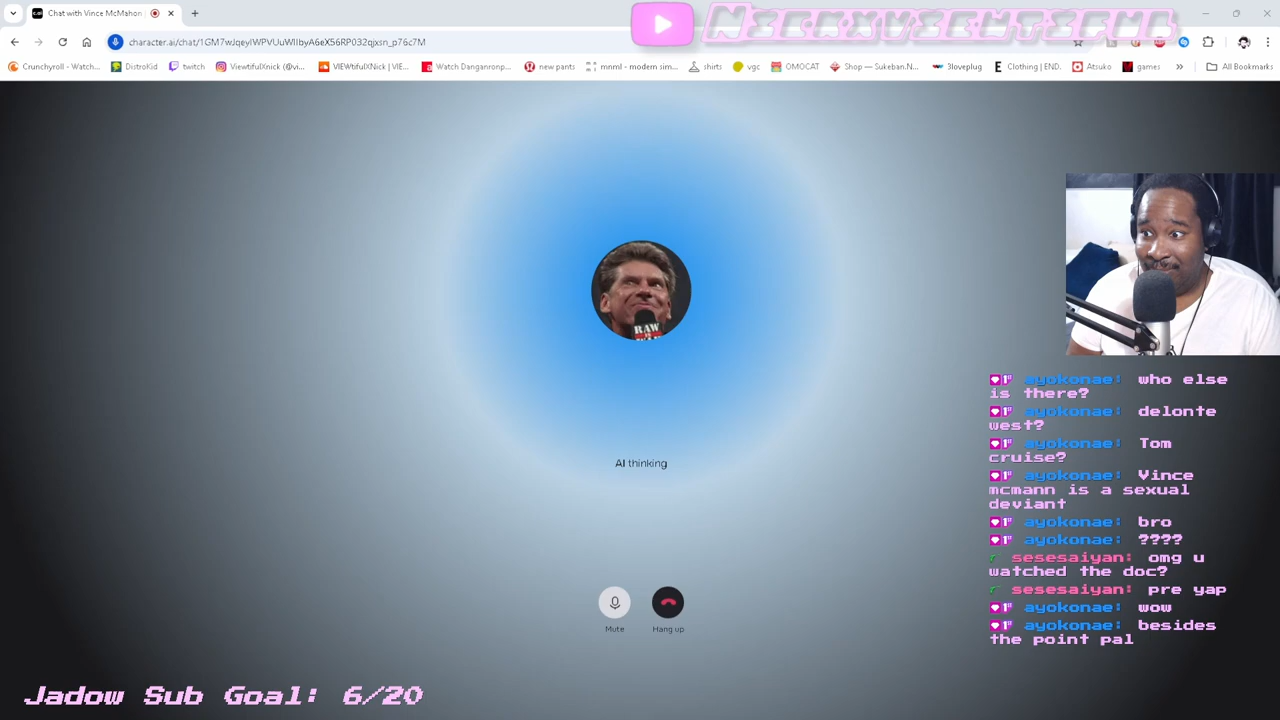 c.ai Chat with Vince McMahon
NICKXVIEWTIFUL
character.ai/chat/
Crunchyroll - Watch...
DistroKid
twitch
Instagram (@vi...
VIEWtifulXNick | VIE...
Watch Danganronp...
new pants
mnml - modern sim...
shirts
vgc
OMOCAT
Shop — Sukeban.N...
3loveplug
Clothing | END.
Atsuko
games
All Bookmarks
RAW
AI thinking
Mute
Hang up
ayokonae: who else
is there?
ayokonae: delonte
west?
ayokonae: Tom
cruise?
ayokonae: Vince
mcmann is a sexual
deviant
ayokonae: bro
ayokonae: ????
sesesaiyan: omg u
watched the doc?
sesesaiyan: pre yap
ayokonae: wow
ayokonae: besides
the point pal
Jadow Sub Goal: 6/20